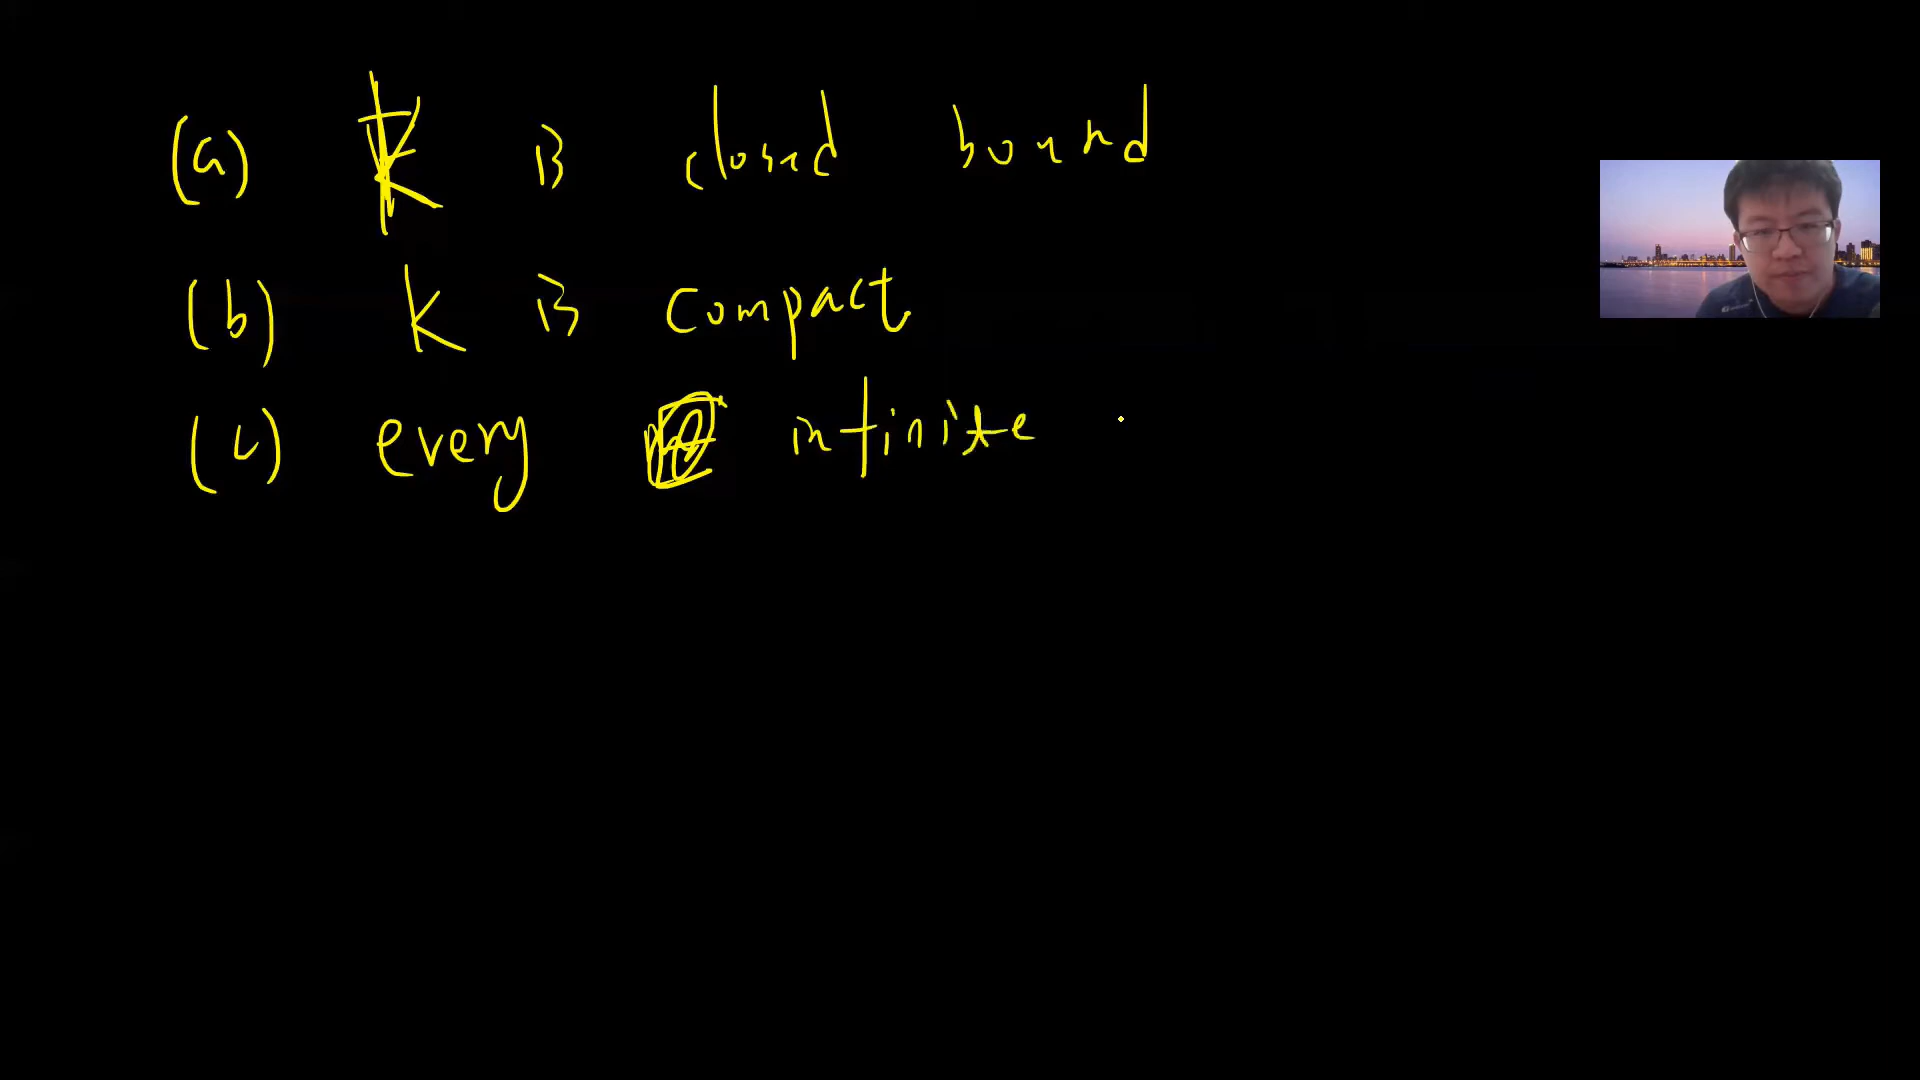 (a) K is closed bound
(b) K is compact
(c) every infinite